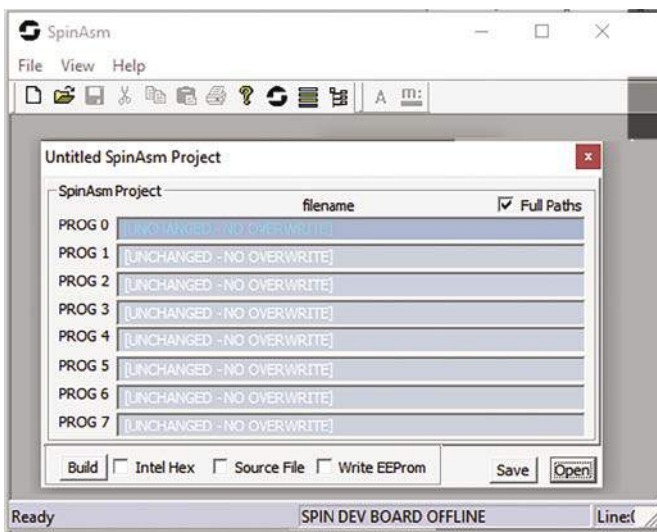 SpinAsm
File View Help
A m:
Untitled SpinAsm Project
SpinAsm Project
filename
Full Paths
PROG 0 [UNCHANGED - NO OVERWRITE]
PROG 1 [UNCHANGED - NO OVERWRITE]
PROG 2 [UNCHANGED - NO OVERWRITE]
PROG 3 [UNCHANGED - NO OVERWRITE]
PROG 4 [UNCHANGED - NO OVERWRITE]
PROG 5 [UNCHANGED - NO OVERWRITE]
PROG 6 [UNCHANGED - NO OVERWRITE]
PROG 7 [UNCHANGED - NO OVERWRITE]
Build Intel Hex Source File Write EEProm Save Open
Ready SPIN DEV BOARD OFFLINE Line: